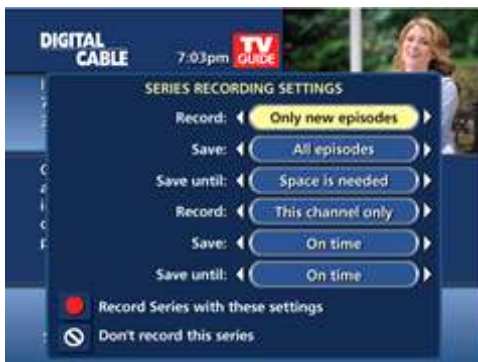 DIGITAL
CABLE
7:03pm
TV
GUIDE
SERIES RECORDING SETTINGS
Record: Only new episodes
Save: All episodes
Save until: Space is needed
Record: This channel only
Save: On time
Save until: On time
Record Series with these settings
Don't record this series